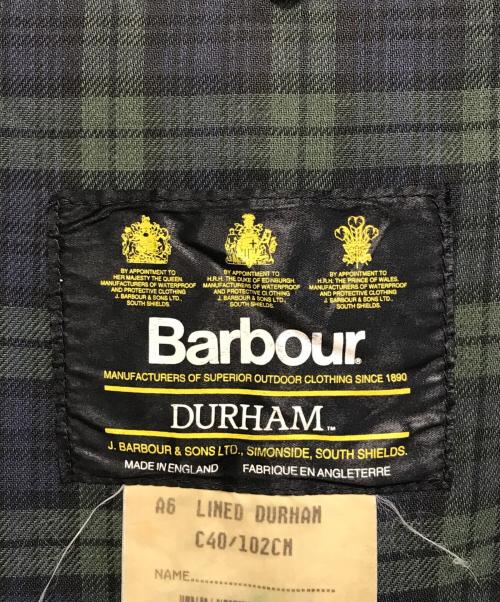 BY APPOINTMENT TO
HER MAJESTY THE QUEEN
MANUFACTURERS OF WATERPROOF
AND PROTECTIVE CLOTHING
J. BARBOUR & SONS LTD.,
SOUTH SHIELDS.
BY APPOINTMENT TO
H.R.H. THE DUKE OF EDINBURGH
MANUFACTURERS OF WATERPROOF
AND PROTECTIVE CLOTHING
J. BARBOUR & SONS LTD.,
SOUTH SHIELDS.
BY APPOINTMENT TO
H.R.H. THE PRINCE OF WALES
MANUFACTURERS OF WATERPROOF
AND PROTECTIVE CLOTHING
J. BARBOUR & SONS LTD.,
SOUTH SHIELDS.
Barbour®
MANUFACTURERS OF SUPERIOR OUTDOOR CLOTHING SINCE 1890
DURHAM™
J. BARBOUR & SONS LTD., SIMONSIDE, SOUTH SHIELDS.
MADE IN ENGLAND FABRIQUE EN ANGLETERRE
A6 LINED DURHAM
C40/102CM
NAME